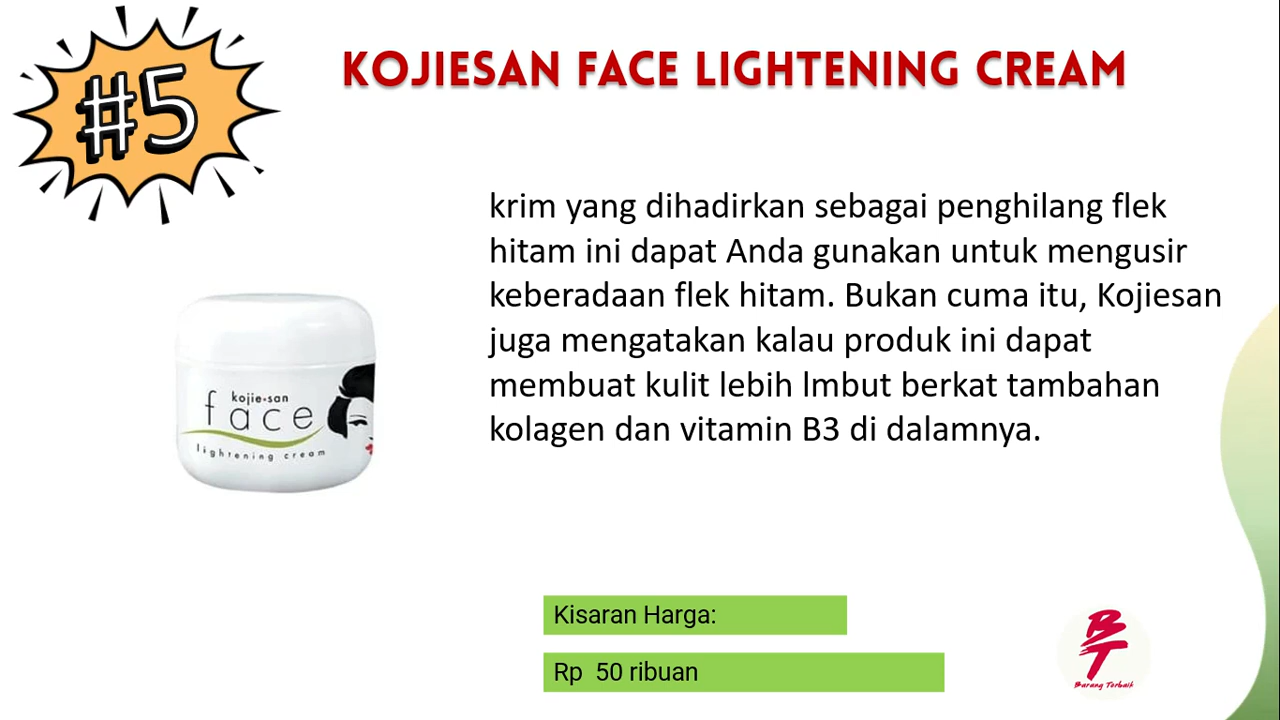 #5
KOJIESAN FACE LIGHTENING CREAM
krim yang dihadirkan sebagai penghilang flek
hitam ini dapat Anda gunakan untuk mengusir
keberadaan flek hitam. Bukan cuma itu, Kojiesan
juga mengatakan kalau produk ini dapat
membuat kulit lebih lmbut berkat tambahan
kolagen dan vitamin B3 di dalamnya.
kojie-san
face
lightening cream
Kisaran Harga:
Rp 50 ribuan
BT
Barang Terbaik